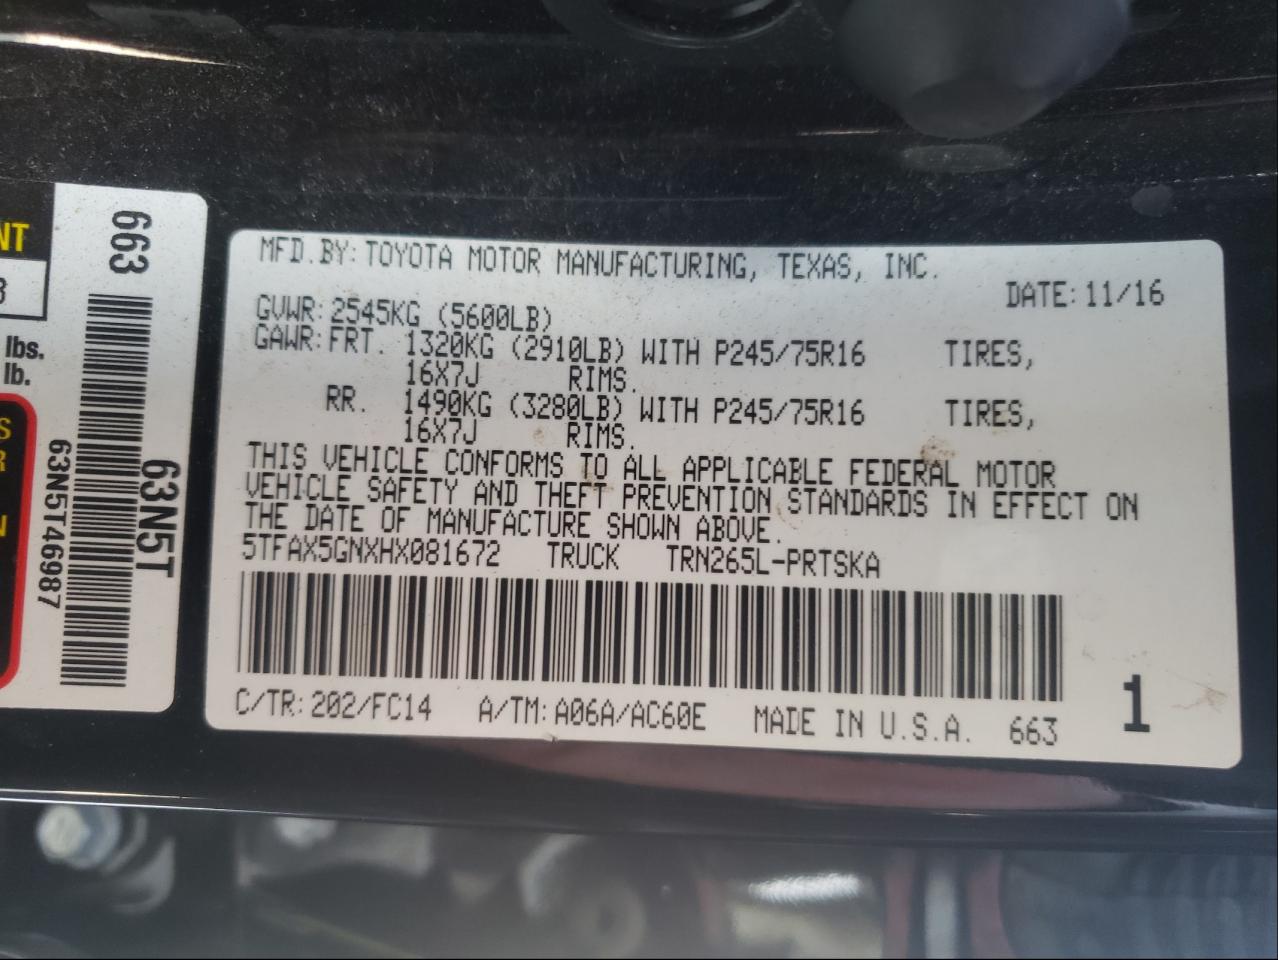 NT
3
lbs.
lb.
S
R
N
663
63N5T
63N5T46987
MFD. BY: TOYOTA MOTOR MANUFACTURING, TEXAS, INC.
DATE: 11/16
GVWR: 2545KG (5600LB)
GAWR: FRT. 1320KG (2910LB) WITH P245/75R16 TIRES,
16X7J RIMS.
RR. 1490KG (3280LB) WITH P245/75R16 TIRES,
16X7J RIMS.
THIS VEHICLE CONFORMS TO ALL APPLICABLE FEDERAL MOTOR
VEHICLE SAFETY AND THEFT PREVENTION STANDARDS IN EFFECT ON
THE DATE OF MANUFACTURE SHOWN ABOVE.
5TFAX5GNXHX081672 TRUCK TRN265L-PRTSKA
C/TR: 202/FC14 A/TM: A06A/AC60E MADE IN U.S.A. 663
1